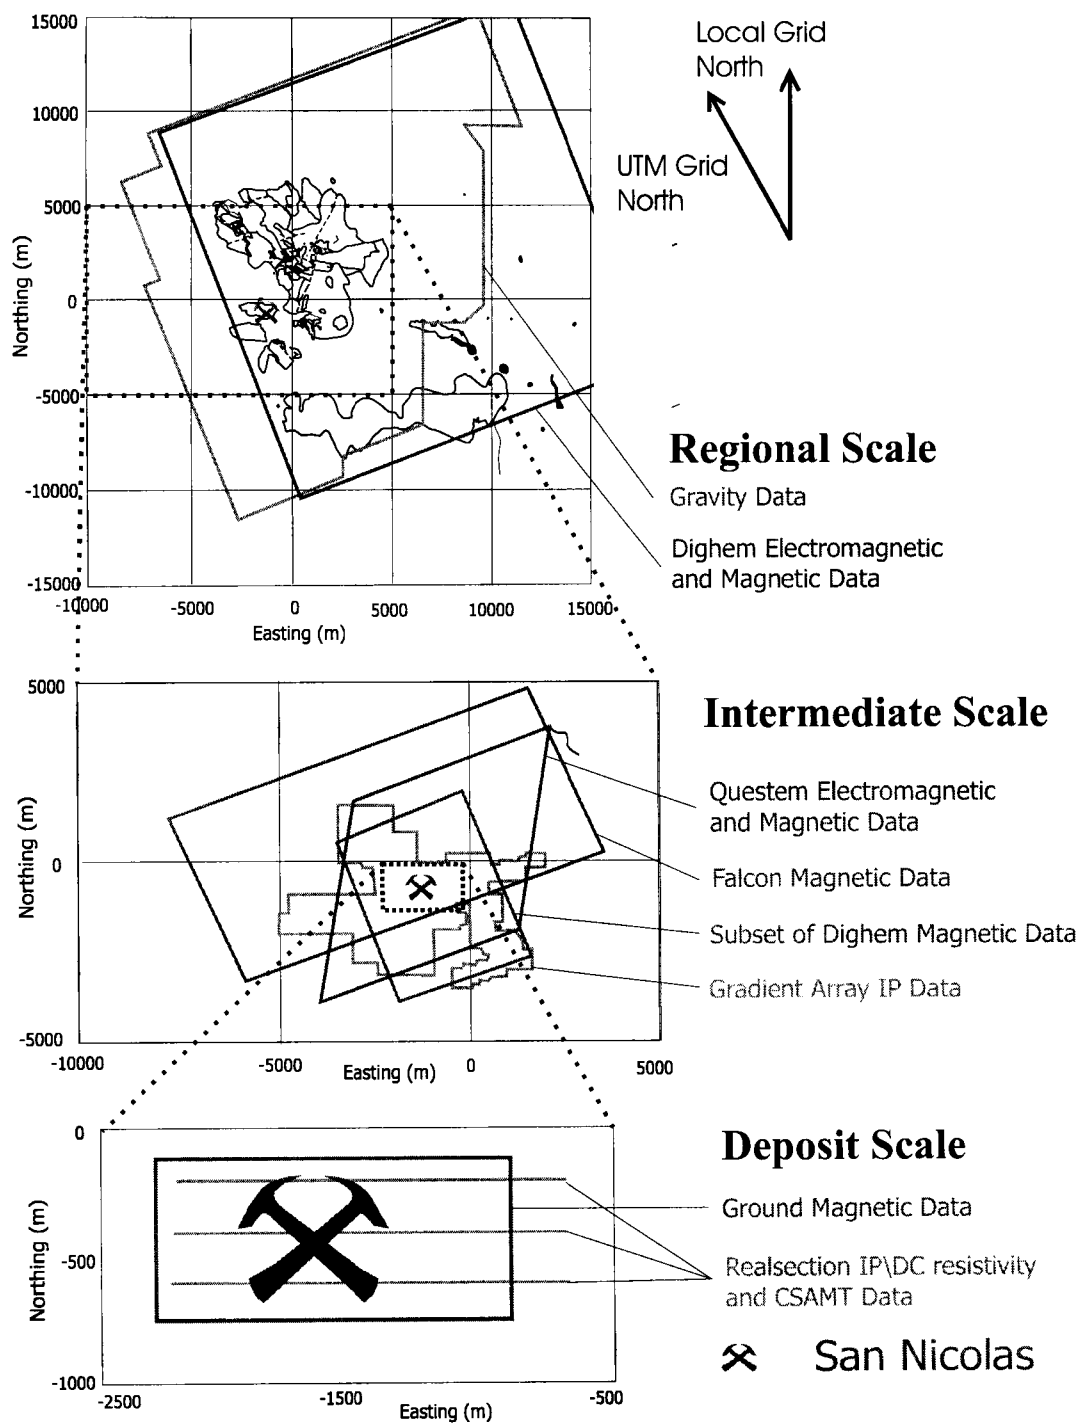 15000
10000
5000
0
-5000
-10000
-15000
Northing (m)
-10000
-5000
0
5000
10000
15000
Easting (m)
Local Grid
North
UTM Grid
North
Regional Scale
Gravity Data
Dighem Electromagnetic
and Magnetic Data
5000
0
-5000
Northing (m)
-10000
-5000
0
5000
Easting (m)
Intermediate Scale
Questem Electromagnetic
and Magnetic Data
Falcon Magnetic Data
Subset of Dighem Magnetic Data
Gradient Array IP Data
0
-500
-1000
Northing (m)
-2500
-1500
-500
Easting (m)
Deposit Scale
Ground Magnetic Data
Realsection IP\DC resistivity
and CSAMT Data
San Nicolas